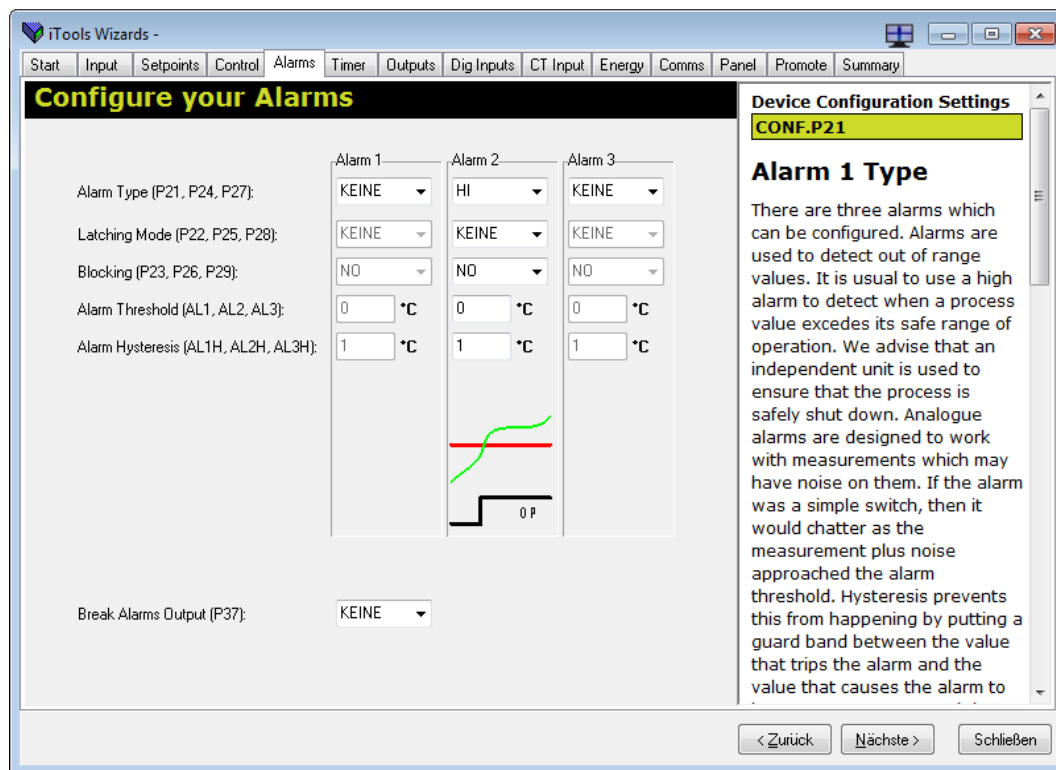 iTools Wizards -
Start Input Setpoints Control Alarms Timer Outputs Dig Inputs CT Input Energy Comms Panel Promote Summary
Configure your Alarms
Alarm 1 Alarm 2 Alarm 3
Alarm Type (P21, P24, P27): KEINE HI KEINE
Latching Mode (P22, P25, P28): KEINE KEINE KEINE
Blocking (P23, P26, P29): NO NO NO
Alarm Threshold (AL1, AL2, AL3): 0 °C 0 °C 0 °C
Alarm Hysteresis (AL1H, AL2H, AL3H): 1 °C 1 °C 1 °C
OP
Break Alarms Output (P37): KEINE
Device Configuration Settings
CONF.P21
Alarm 1 Type
There are three alarms which
can be configured. Alarms are
used to detect out of range
values. It is usual to use a high
alarm to detect when a process
value excedes its safe range of
operation. We advise that an
independent unit is used to
ensure that the process is
safely shut down. Analogue
alarms are designed to work
with measurements which may
have noise on them. If the alarm
was a simple switch, then it
would chatter as the
measurement plus noise
approached the alarm
threshold. Hysteresis prevents
this from happening by putting a
guard band between the value
that trips the alarm and the
value that causes the alarm to
< Zurück Nächste > Schließen